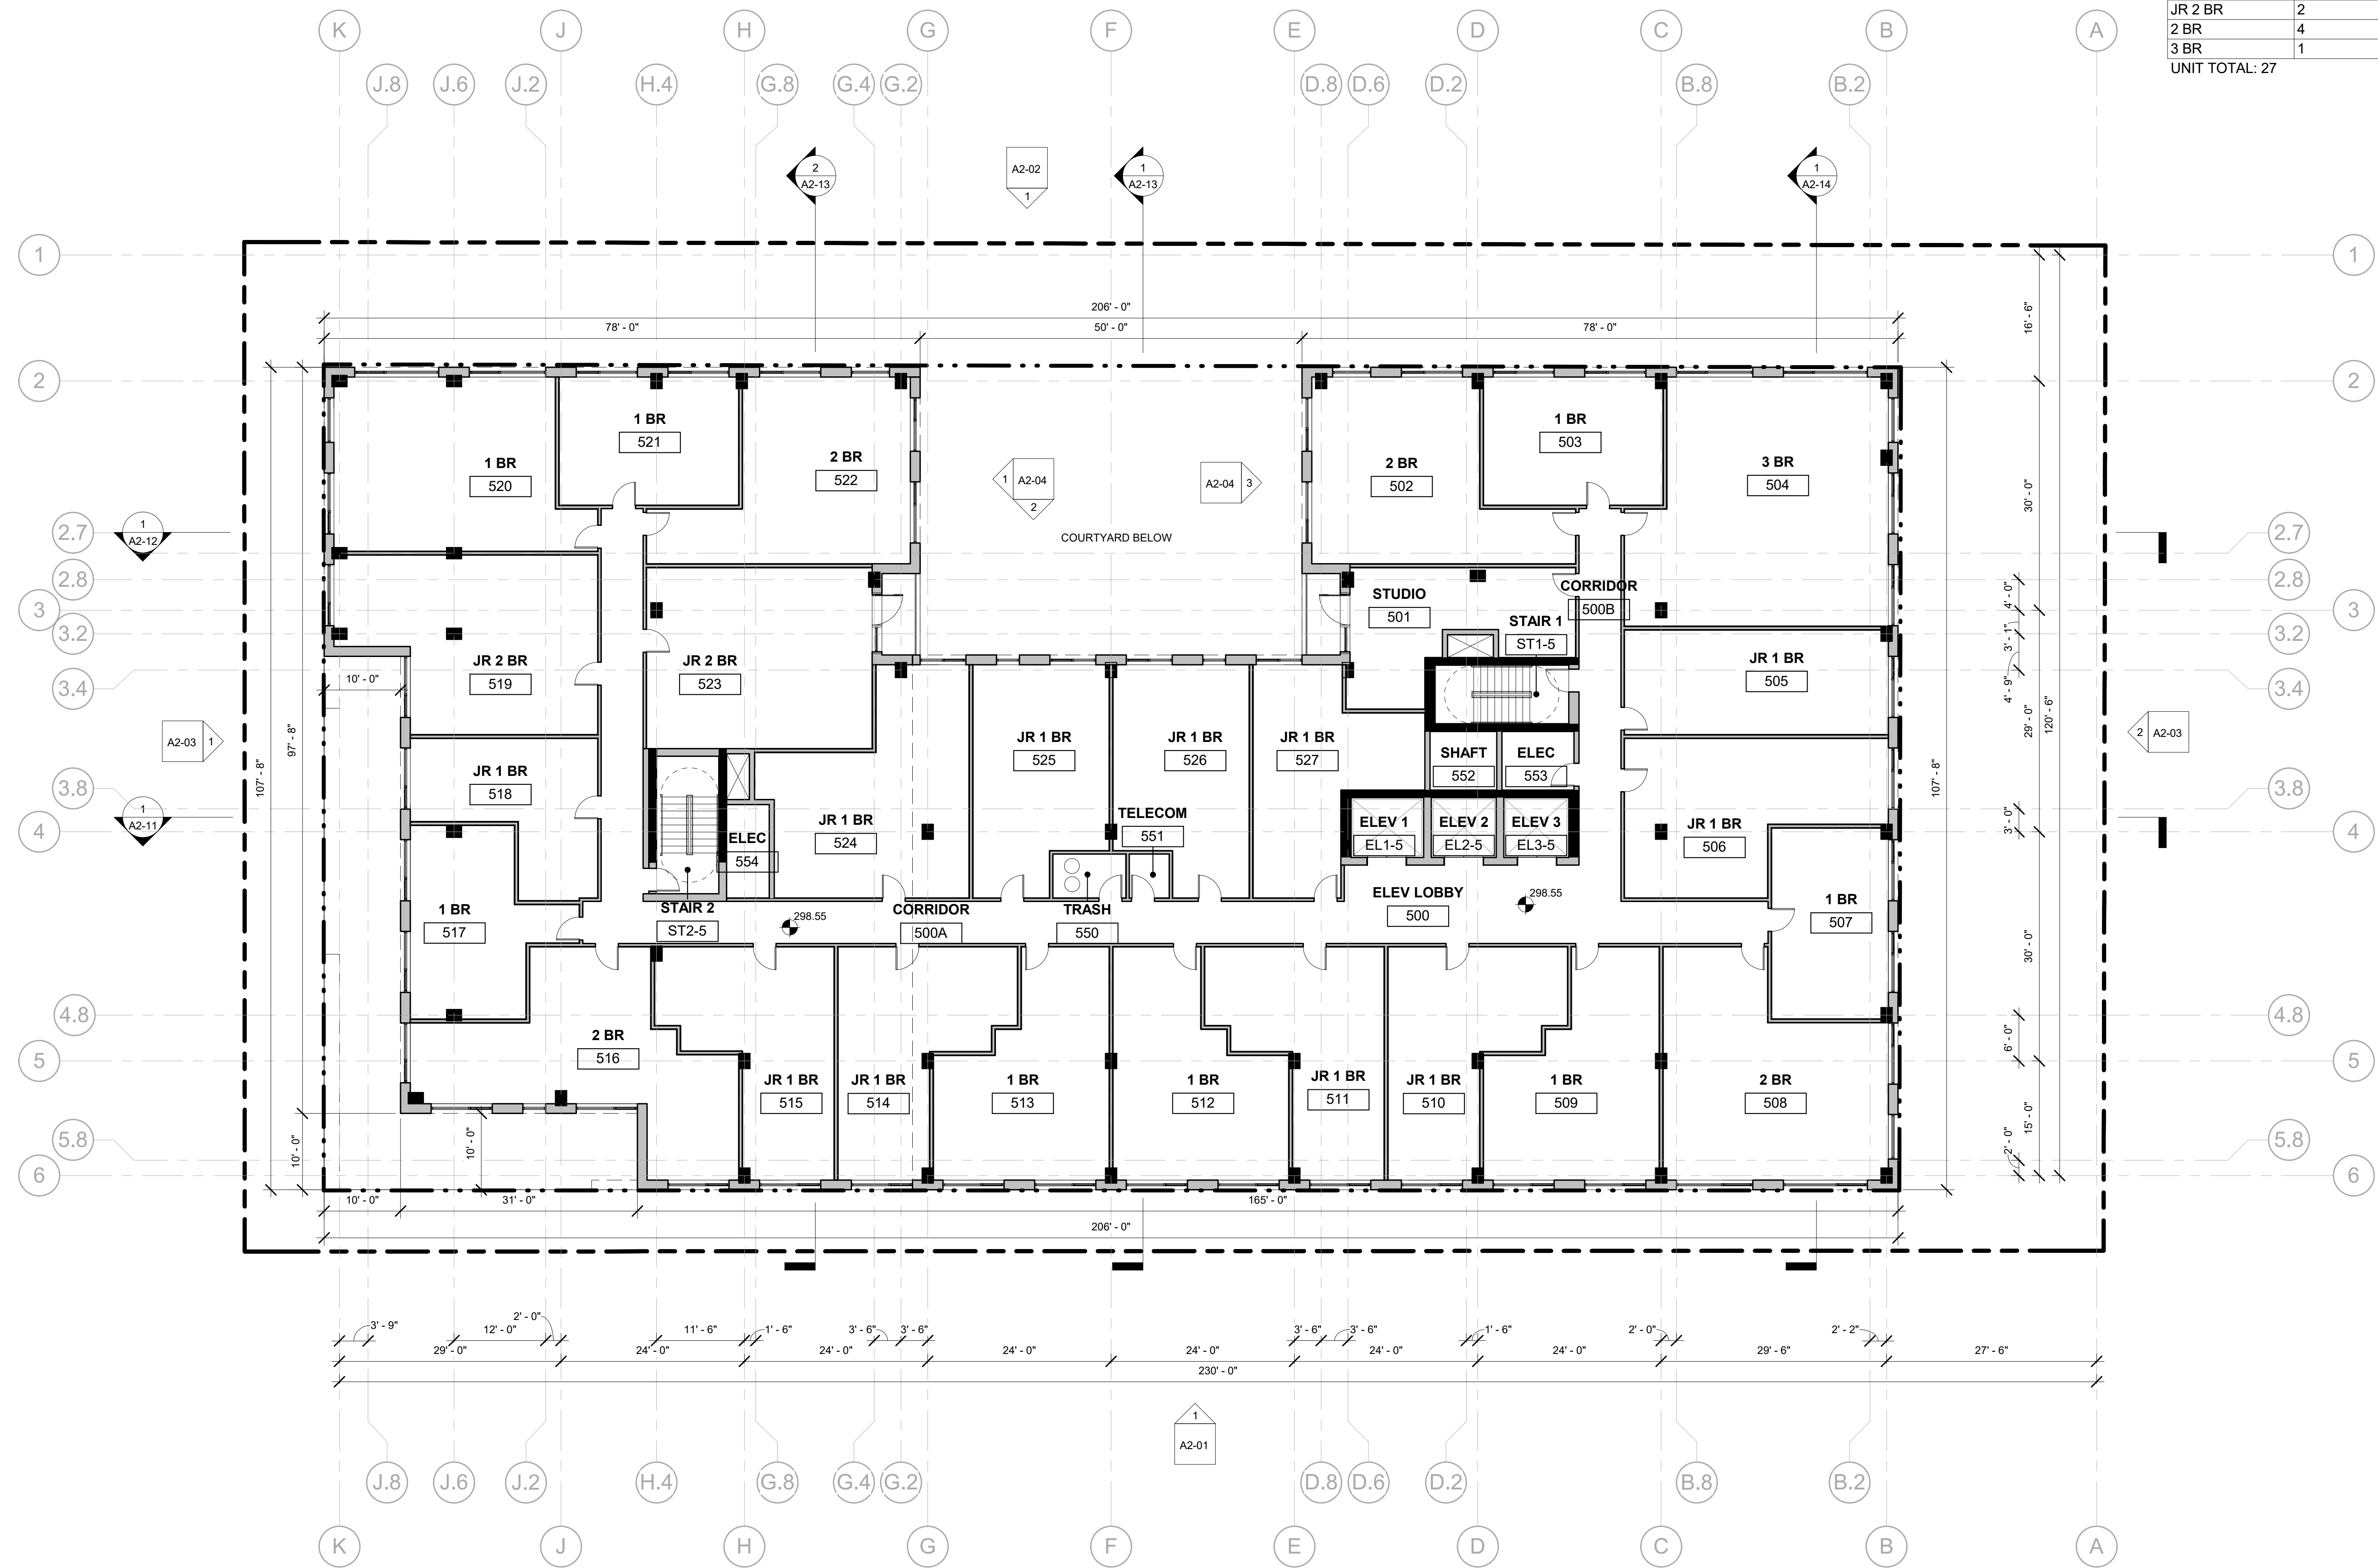 JR 2 BR 2
2 BR 4
3 BR 1
UNIT TOTAL: 27
K J H G F E D C B A
J.8 J.6 J.2 H.4 G.8 G.4 G.2 D.8 D.6 D.2 B.8 B.2
2
A2-13
A2-02
1
1
A2-13
1
A2-14
1 1
206' - 0"
78' - 0" 50' - 0" 78' - 0"
16' - 6"
2 2
1 BR
521
1 BR
520
2 BR
522
1 A2-04
2
A2-04 3
COURTYARD BELOW
2 BR
502
1 BR
503
3 BR
504
30' - 0"
2.7 2.7
1
A2-12
2.8 2.8
3 3
3.2 3.2
3.4 3.4
4' - 0"
3' - 1"
4' - 9"
29' - 0"
120' - 6"
STUDIO
501
CORRIDOR
500B
STAIR 1
ST1-5
JR 2 BR
519
JR 2 BR
523
JR 1 BR
505
10' - 0"
A2-03 1
2 A2-03
97' - 8"
107' - 8"
107' - 8"
JR 1 BR
518
JR 1 BR
525
JR 1 BR
526
JR 1 BR
527
SHAFT
552
ELEC
553
3.8 3.8
1
A2-11
4 4
3' - 0"
ELEC
554
JR 1 BR
524
TELECOM
551
ELEV 1
EL1-5
ELEV 2
EL2-5
ELEV 3
EL3-5
JR 1 BR
506
1 BR
517
STAIR 2
ST2-5
298.55
CORRIDOR
500A
TRASH
550
ELEV LOBBY
500
298.55
1 BR
507
30' - 0"
4.8 4.8
5 5
6' - 0"
2 BR
516
JR 1 BR
515
JR 1 BR
514
1 BR
513
1 BR
512
JR 1 BR
511
JR 1 BR
510
1 BR
509
2 BR
508
15' - 0"
2' - 0"
5.8 5.8
6 6
10' - 0"
10' - 0"
10' - 0" 31' - 0" 165' - 0"
206' - 0"
3' - 9" 12' - 0" 2' - 0" 11' - 6" 1' - 6" 3' - 6" 3' - 6" 3' - 6" 3' - 6" 1' - 6" 2' - 0" 2' - 2"
29' - 0" 24' - 0" 24' - 0" 24' - 0" 24' - 0" 24' - 0" 24' - 0" 29' - 6" 27' - 6"
230' - 0"
1
A2-01
J.8 J.6 J.2 H.4 G.8 G.4 G.2 D.8 D.6 D.2 B.8 B.2
K J H G F E D C B A